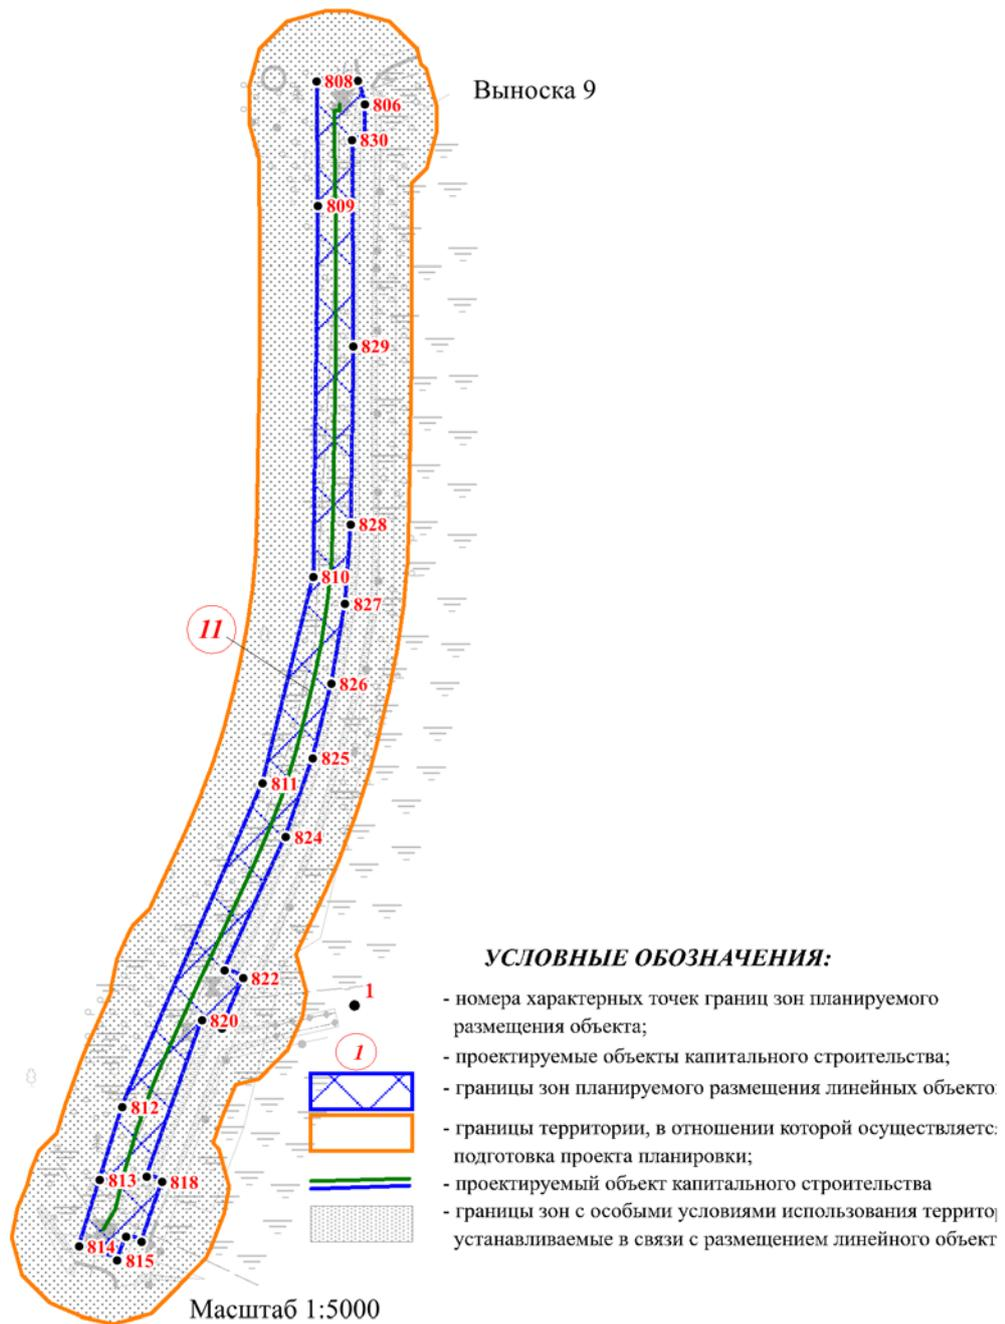 Выноска 9
808
806
830
809
829
828
810
827
11
826
825
811
824
822
820
812
813
818
814
815
УСЛОВНЫЕ ОБОЗНАЧЕНИЯ:
1
- номера характерных точек границ зон планируемого
размещения объекта;
1
- проектируемые объекты капитального строительства;
- границы зон планируемого размещения линейных объекто
- границы территории, в отношении которой осуществляетс
подготовка проекта планировки;
- проектируемый объект капитального строительства
- границы зон с особыми условиями использования территор
устанавливаемые в связи с размещением линейного объект
Масштаб 1:5000